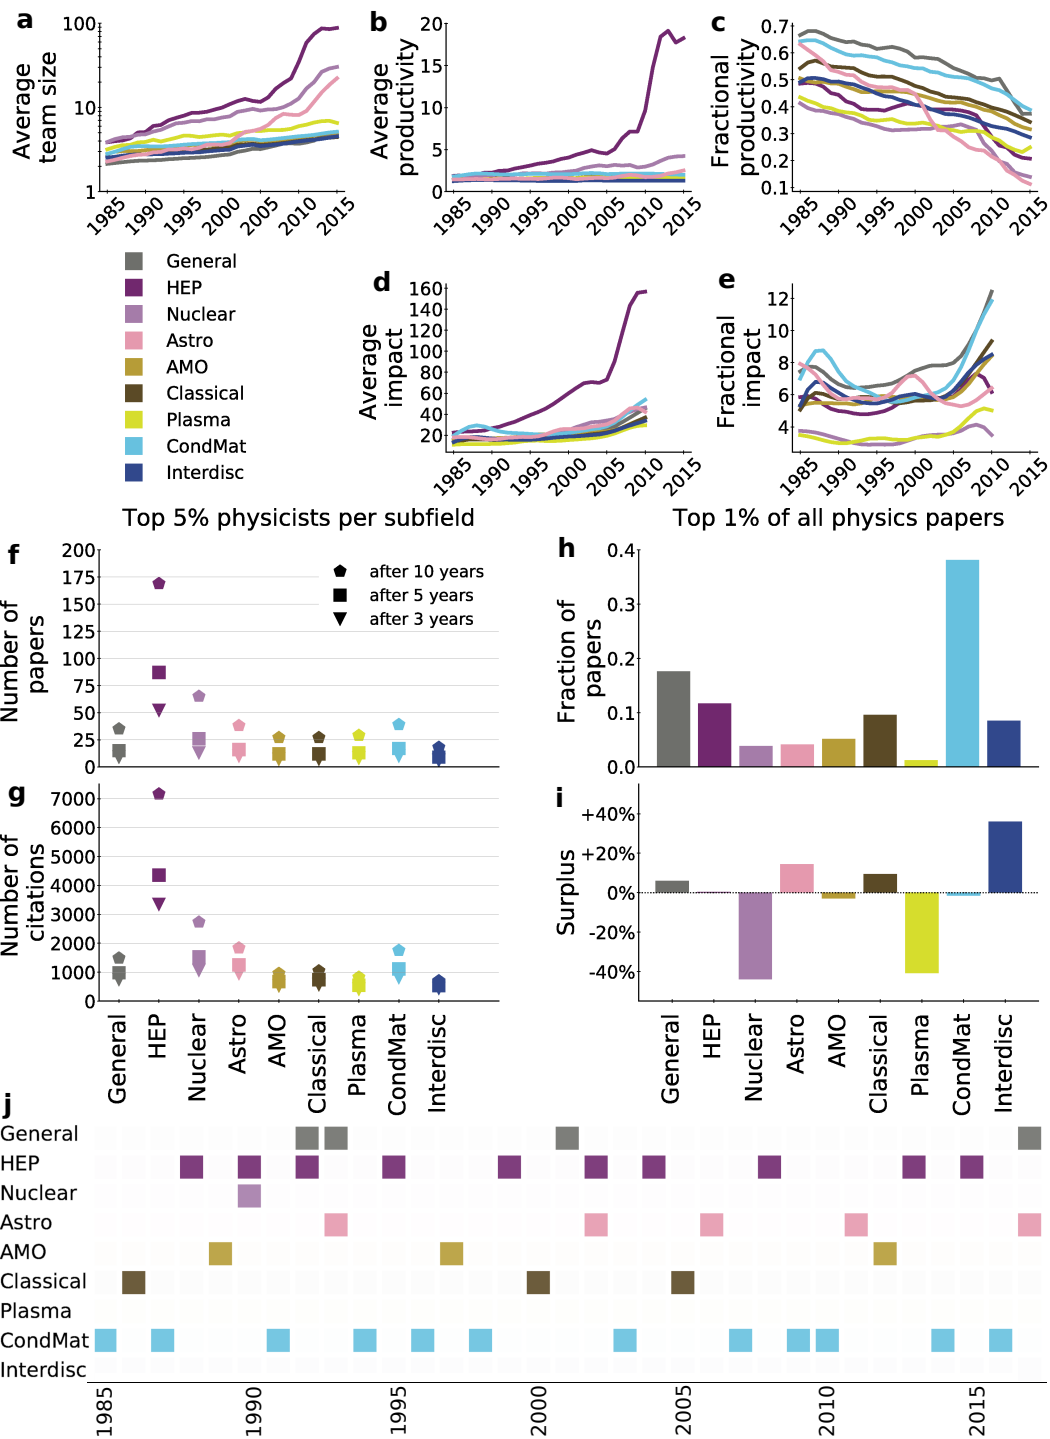 a
Average
team size
100
10
1
1985
1990
1995
2000
2005
2010
2015
b
Average
productivity
20
15
10
5
0
1985
1990
1995
2000
2005
2010
2015
c
Fractional
productivity
0.7
0.6
0.5
0.4
0.3
0.2
0.1
1985
1990
1995
2000
2005
2010
2015
General
HEP
Nuclear
Astro
AMO
Classical
Plasma
CondMat
Interdisc
d
Average
impact
160
140
120
100
80
60
40
20
1985
1990
1995
2000
2005
2010
2015
e
Fractional
impact
12
10
8
6
4
1985
1990
1995
2000
2005
2010
2015
Top 5% physicists per subfield
Top 1% of all physics papers
f
Number of
papers
200
175
150
125
100
75
50
25
0
after 10 years
after 5 years
after 3 years
g
Number of
citations
7000
6000
5000
4000
3000
2000
1000
0
General
HEP
Nuclear
Astro
AMO
Classical
Plasma
CondMat
Interdisc
h
Fraction of
papers
0.4
0.3
0.2
0.1
0.0
i
Surplus
+40%
+20%
0%
-20%
-40%
General
HEP
Nuclear
Astro
AMO
Classical
Plasma
CondMat
Interdisc
j
General
HEP
Nuclear
Astro
AMO
Classical
Plasma
CondMat
Interdisc
1985
1990
1995
2000
2005
2010
2015